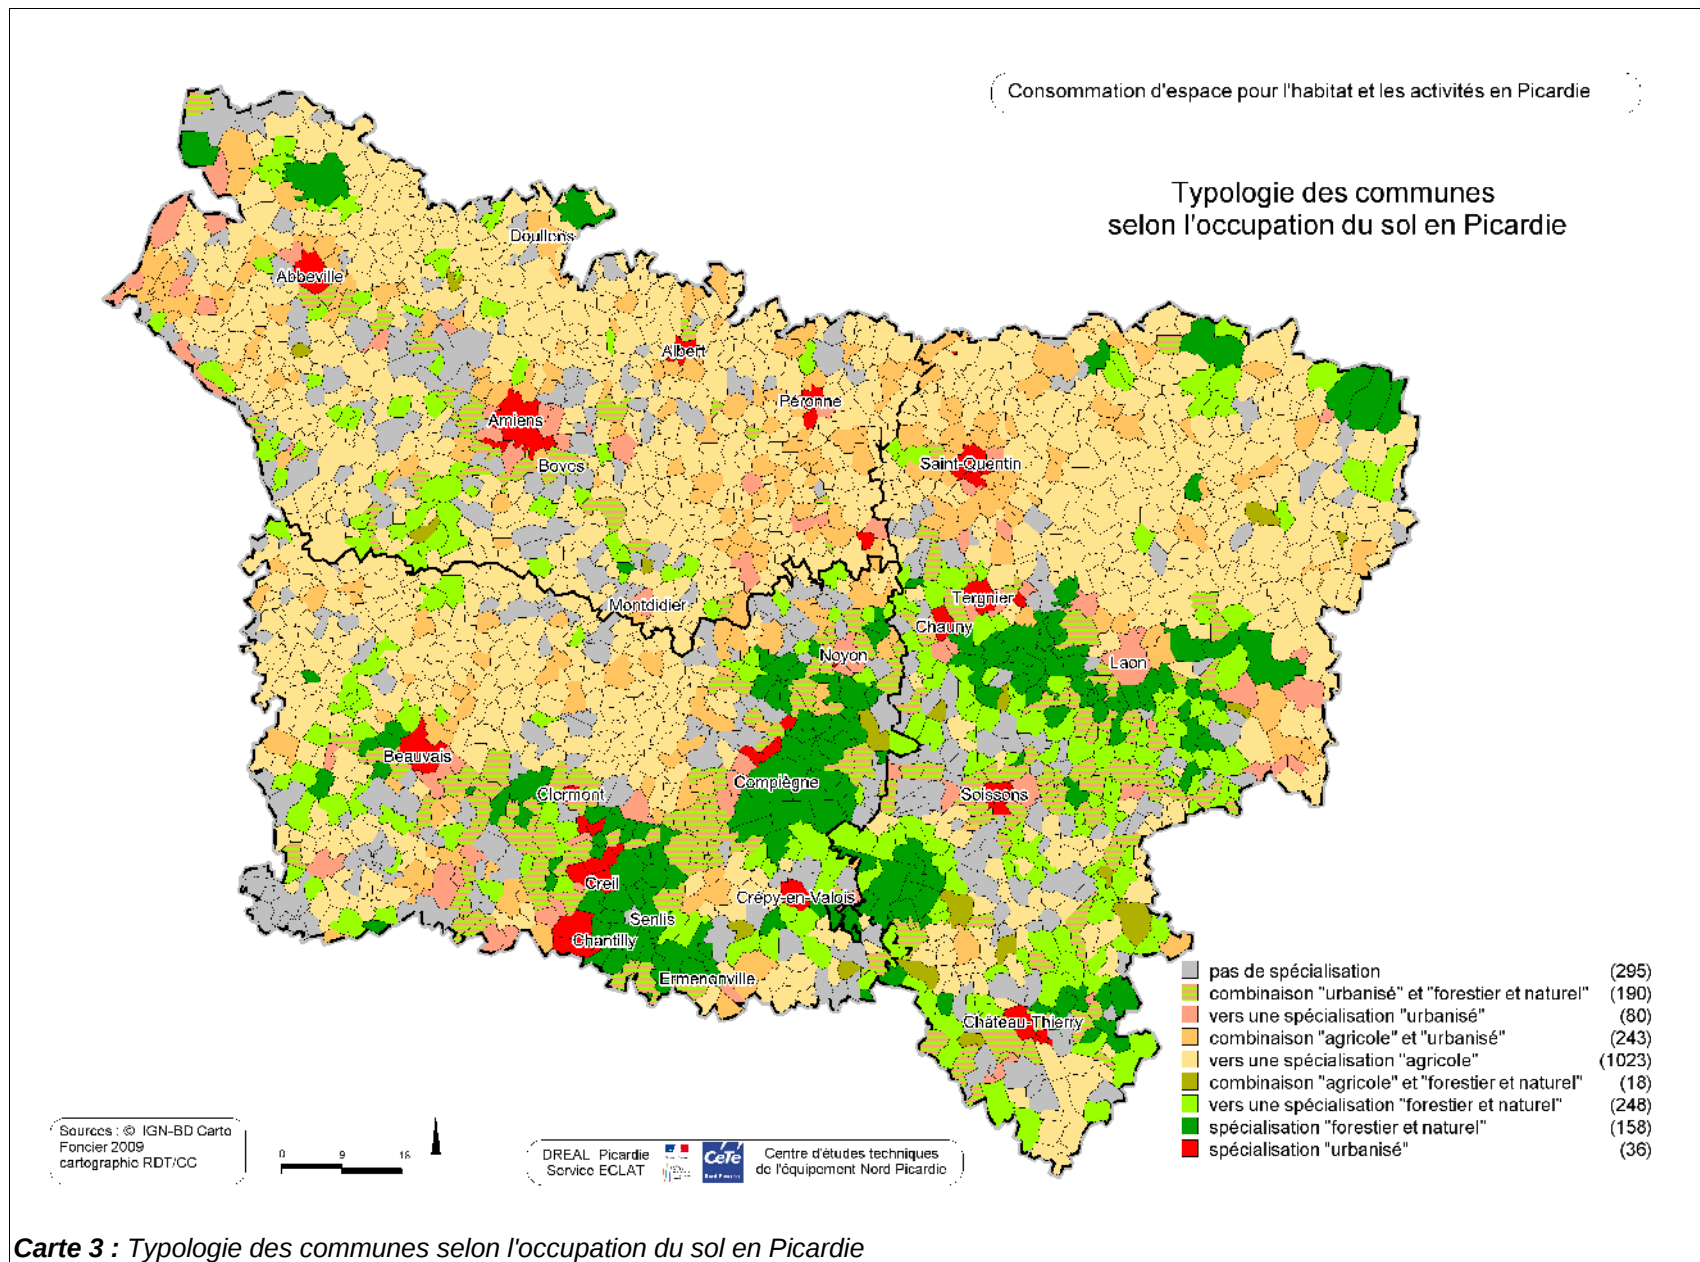 Consommation d'espace pour l'habitat et les activités en Picardie
Typologie des communes
selon l'occupation du sol en Picardie
Doullens
Abbeville
Albert
Péronne
Amiens
Boves
Saint-Quentin
Montdidier
Tergnier
Chauny
Noyon
Laon
Beauvais
Compiègne
Clermont
Soissons
Creil
Crépy-en-Valois
Senlis
Chantilly
Ermenonville
Château-Thierry
pas de spécialisation (295)
combinaison "urbanisé" et "forestier et naturel" (190)
vers une spécialisation "urbanisé" (80)
combinaison "agricole" et "urbanisé" (243)
vers une spécialisation "agricole" (1023)
combinaison "agricole" et "forestier et naturel" (18)
vers une spécialisation "forestier et naturel" (248)
spécialisation "forestier et naturel" (158)
spécialisation "urbanisé" (36)
Sources : © IGN-BD Carto
Foncier 2009
cartographie RDT/CC
0 9 18
DREAL Picardie
Service ECLAT
CeTe
Nord Picardie
Centre d'études techniques
de l'équipement Nord Picardie
Carte 3 : Typologie des communes selon l'occupation du sol en Picardie